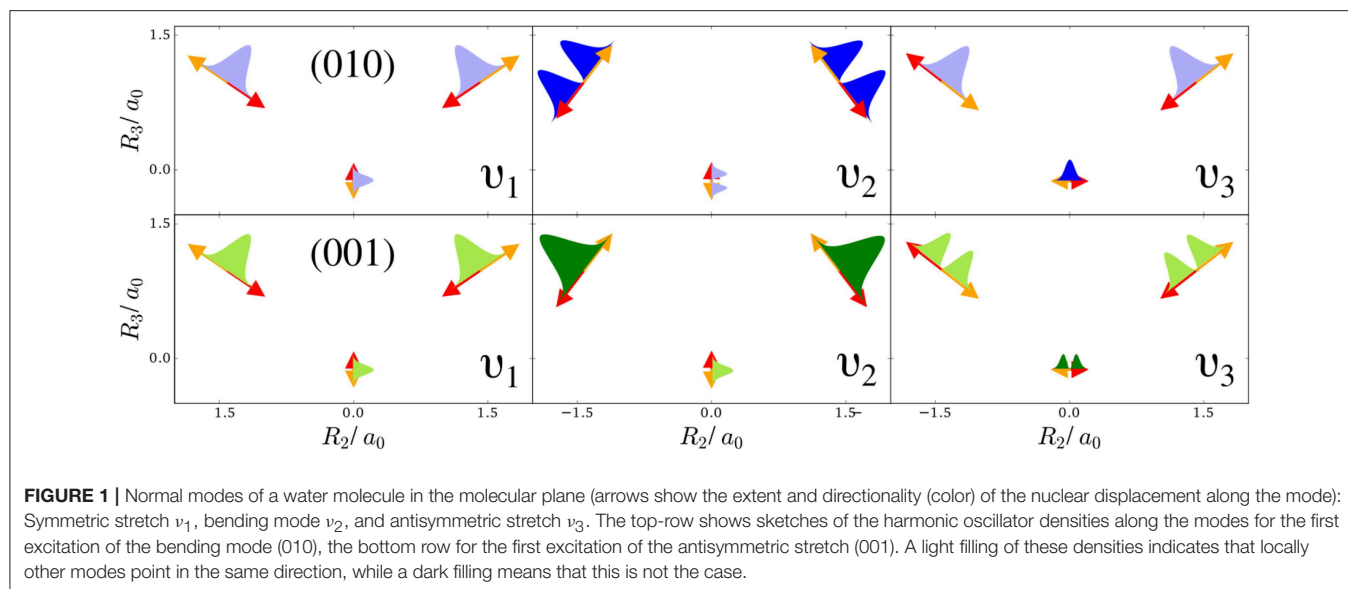 1.5
(010)
R₃/ a₀
0.0
υ₁
υ₂
υ₃
1.5
(001)
R₃/ a₀
0.0
υ₁
υ₂
υ₃
1.5 0.0 1.5 −1.5 0.0 1.5− −1.5 0.0 1.5
R₂/ a₀ R₂/ a₀ R₂/ a₀
FIGURE 1 | Normal modes of a water molecule in the molecular plane (arrows show the extent and directionality (color) of the nuclear displacement along the mode):
Symmetric stretch ν₁, bending mode ν₂, and antisymmetric stretch ν₃. The top-row shows sketches of the harmonic oscillator densities along the modes for the first
excitation of the bending mode (010), the bottom row for the first excitation of the antisymmetric stretch (001). A light filling of these densities indicates that locally
other modes point in the same direction, while a dark filling means that this is not the case.